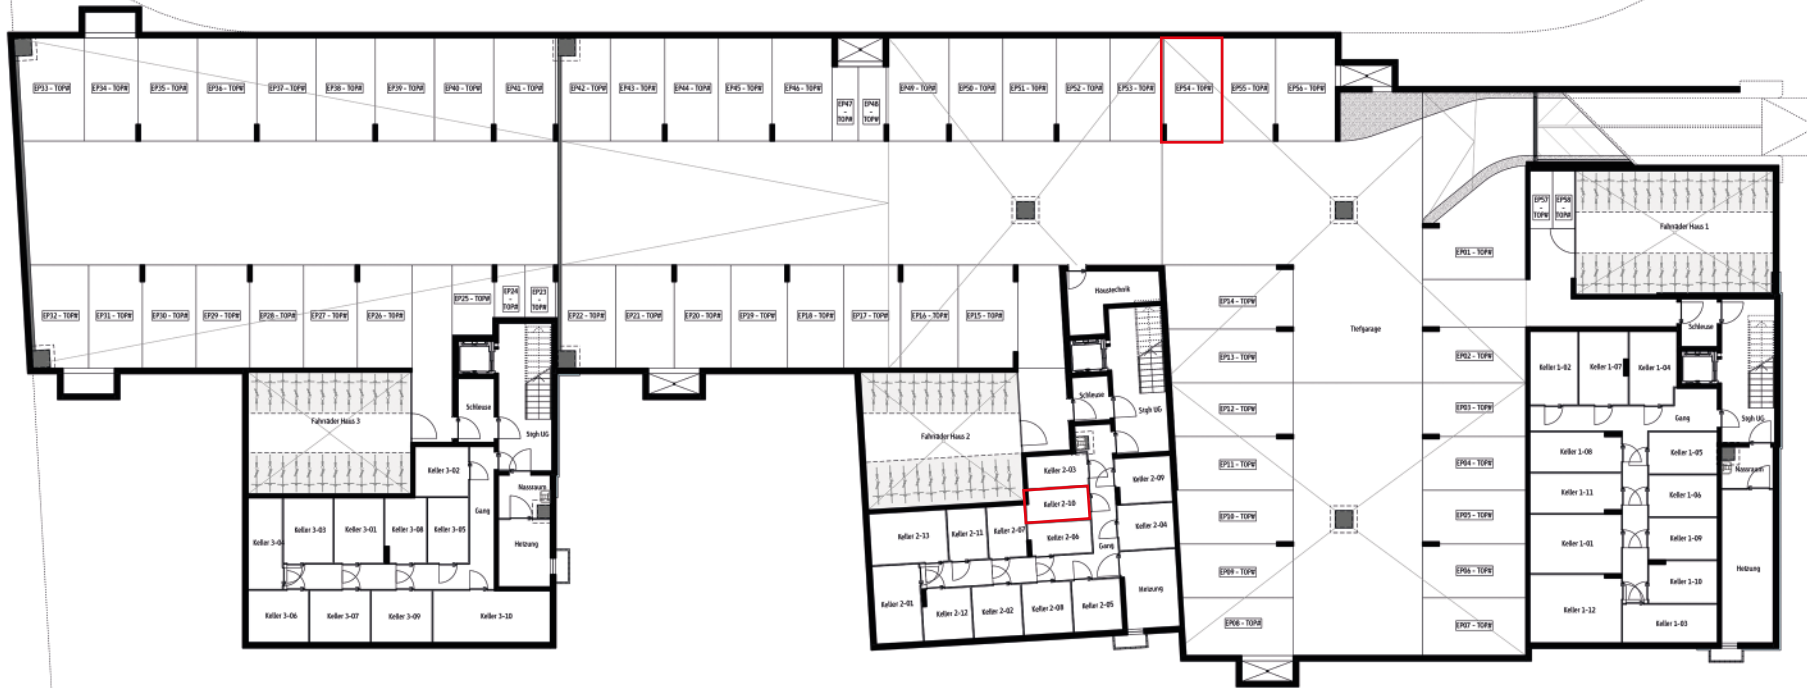 EP33 - TOP#
EP34 - TOP#
EP35 - TOP#
EP36 - TOP#
EP37 - TOP#
EP38 - TOP#
EP39 - TOP#
EP40 - TOP#
EP41 - TOP#
EP42 - TOP#
EP43 - TOP#
EP44 - TOP#
EP45 - TOP#
EP46 - TOP#
EP47
-
TOP#
EP48
-
TOP#
EP49 - TOP#
EP50 - TOP#
EP51 - TOP#
EP52 - TOP#
EP53 - TOP#
EP54 - TOP#
EP55 - TOP#
EP56 - TOP#
EP57
-
TOP#
EP58
-
TOP#
Fahrräder Haus 1
EP01 - TOP#
EP32 - TOP#
EP31 - TOP#
EP30 - TOP#
EP29 - TOP#
EP28 - TOP#
EP27 - TOP#
EP26 - TOP#
EP25 - TOP#
EP24
-
TOP#
EP23
-
TOP#
EP22 - TOP#
EP21 - TOP#
EP20 - TOP#
EP19 - TOP#
EP18 - TOP#
EP17 - TOP#
EP16 - TOP#
EP15 - TOP#
Haustechnik
EP14 - TOP#
Tiefgarage
Schleuse
EP13 - TOP#
EP02 - TOP#
Keller 1-02
Keller 1-07
Keller 1-04
Schleuse
Schleuse
Stgh UG
EP12 - TOP#
EP03 - TOP#
Gang
Stgh UG
Fahrräder Haus 3
Stgh UG
Fahrräder Haus 2
Keller 1-08
Keller 1-05
Keller 3-02
Keller 2-03
Keller 2-09
EP11 - TOP#
EP04 - TOP#
Nassraum
Nassraum
Keller 1-11
Keller 1-06
Keller 2-10
Gang
EP10 - TOP#
EP05 - TOP#
Keller 3-03
Keller 3-01
Keller 3-08
Keller 3-05
Keller 2-13
Keller 2-11
Keller 2-07
Keller 2-06
Keller 2-04
Keller 3-04
Heizung
Gang
Keller 1-01
Keller 1-09
EP09 - TOP#
EP06 - TOP#
Heizung
Keller 1-10
Keller 3-06
Keller 3-07
Keller 3-09
Keller 3-10
Keller 2-01
Keller 2-12
Keller 2-02
Keller 2-08
Keller 2-05
Heizung
Keller 1-12
EP08 - TOP#
EP07 - TOP#
Keller 1-03